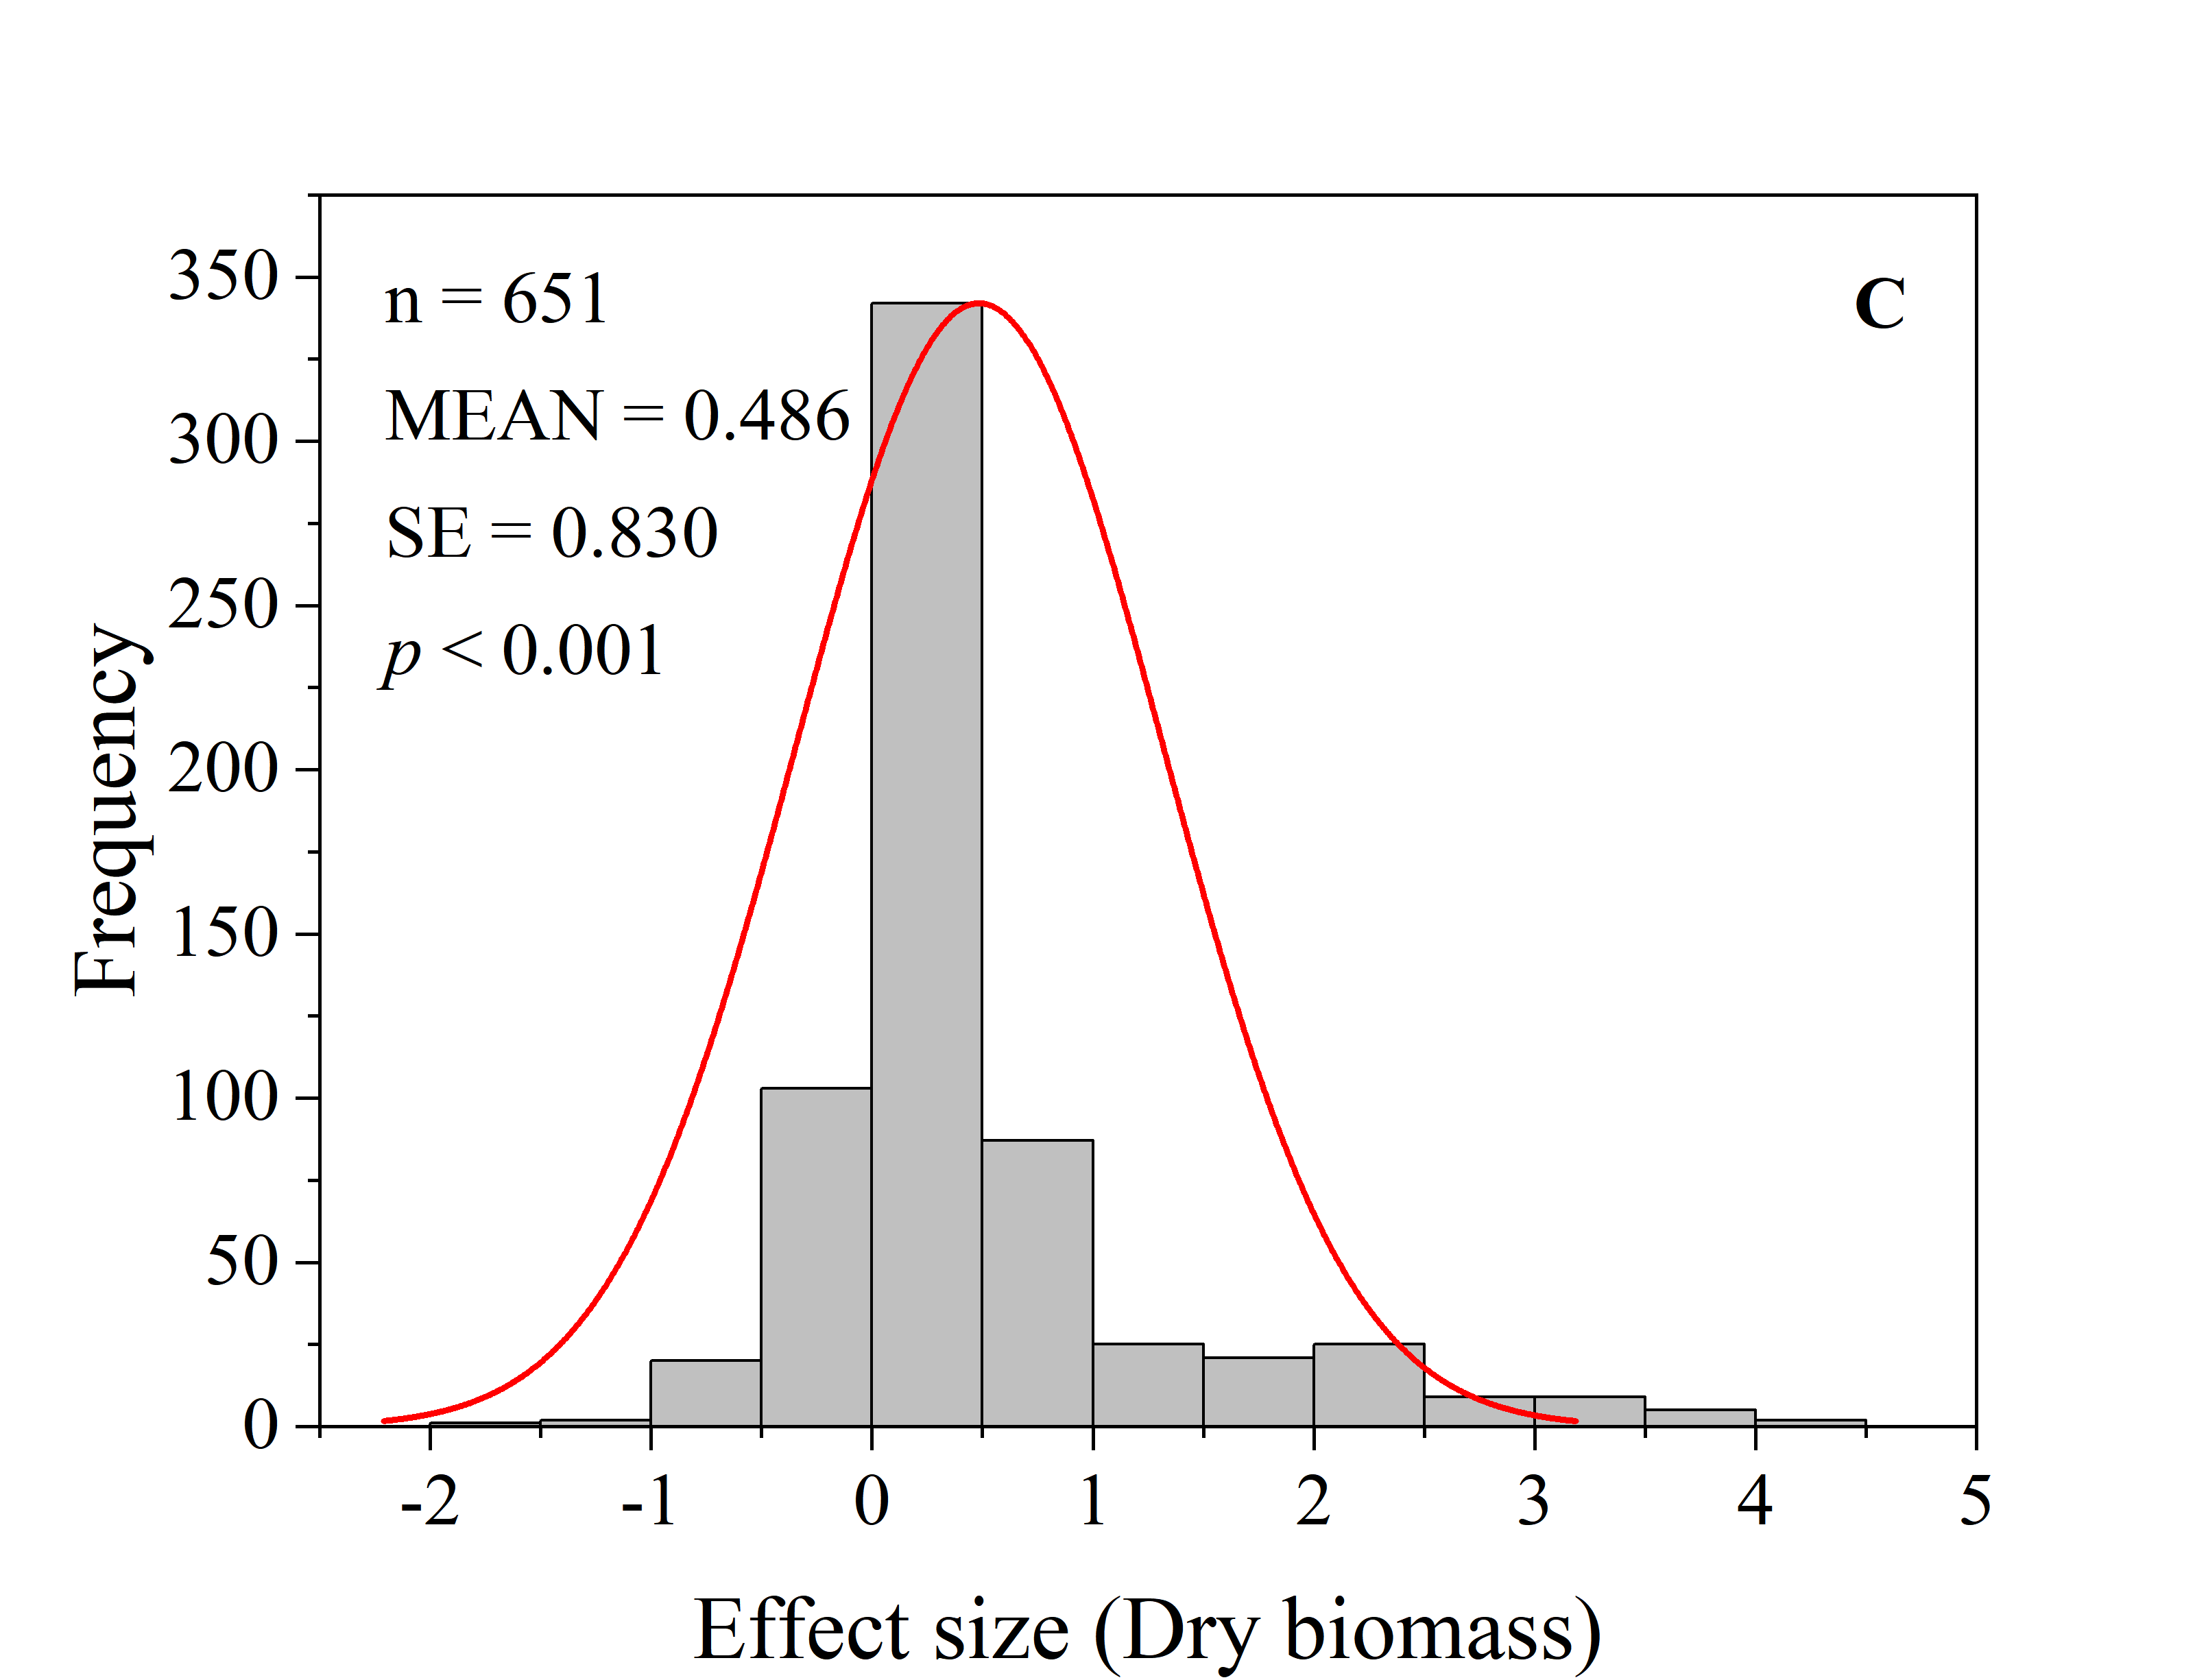 C
n = 651
MEAN = 0.486
SE = 0.830
p < 0.001
Frequency
350
300
250
200
150
100
50
0
-2 -1 0 1 2 3 4 5
Effect size (Dry biomass)